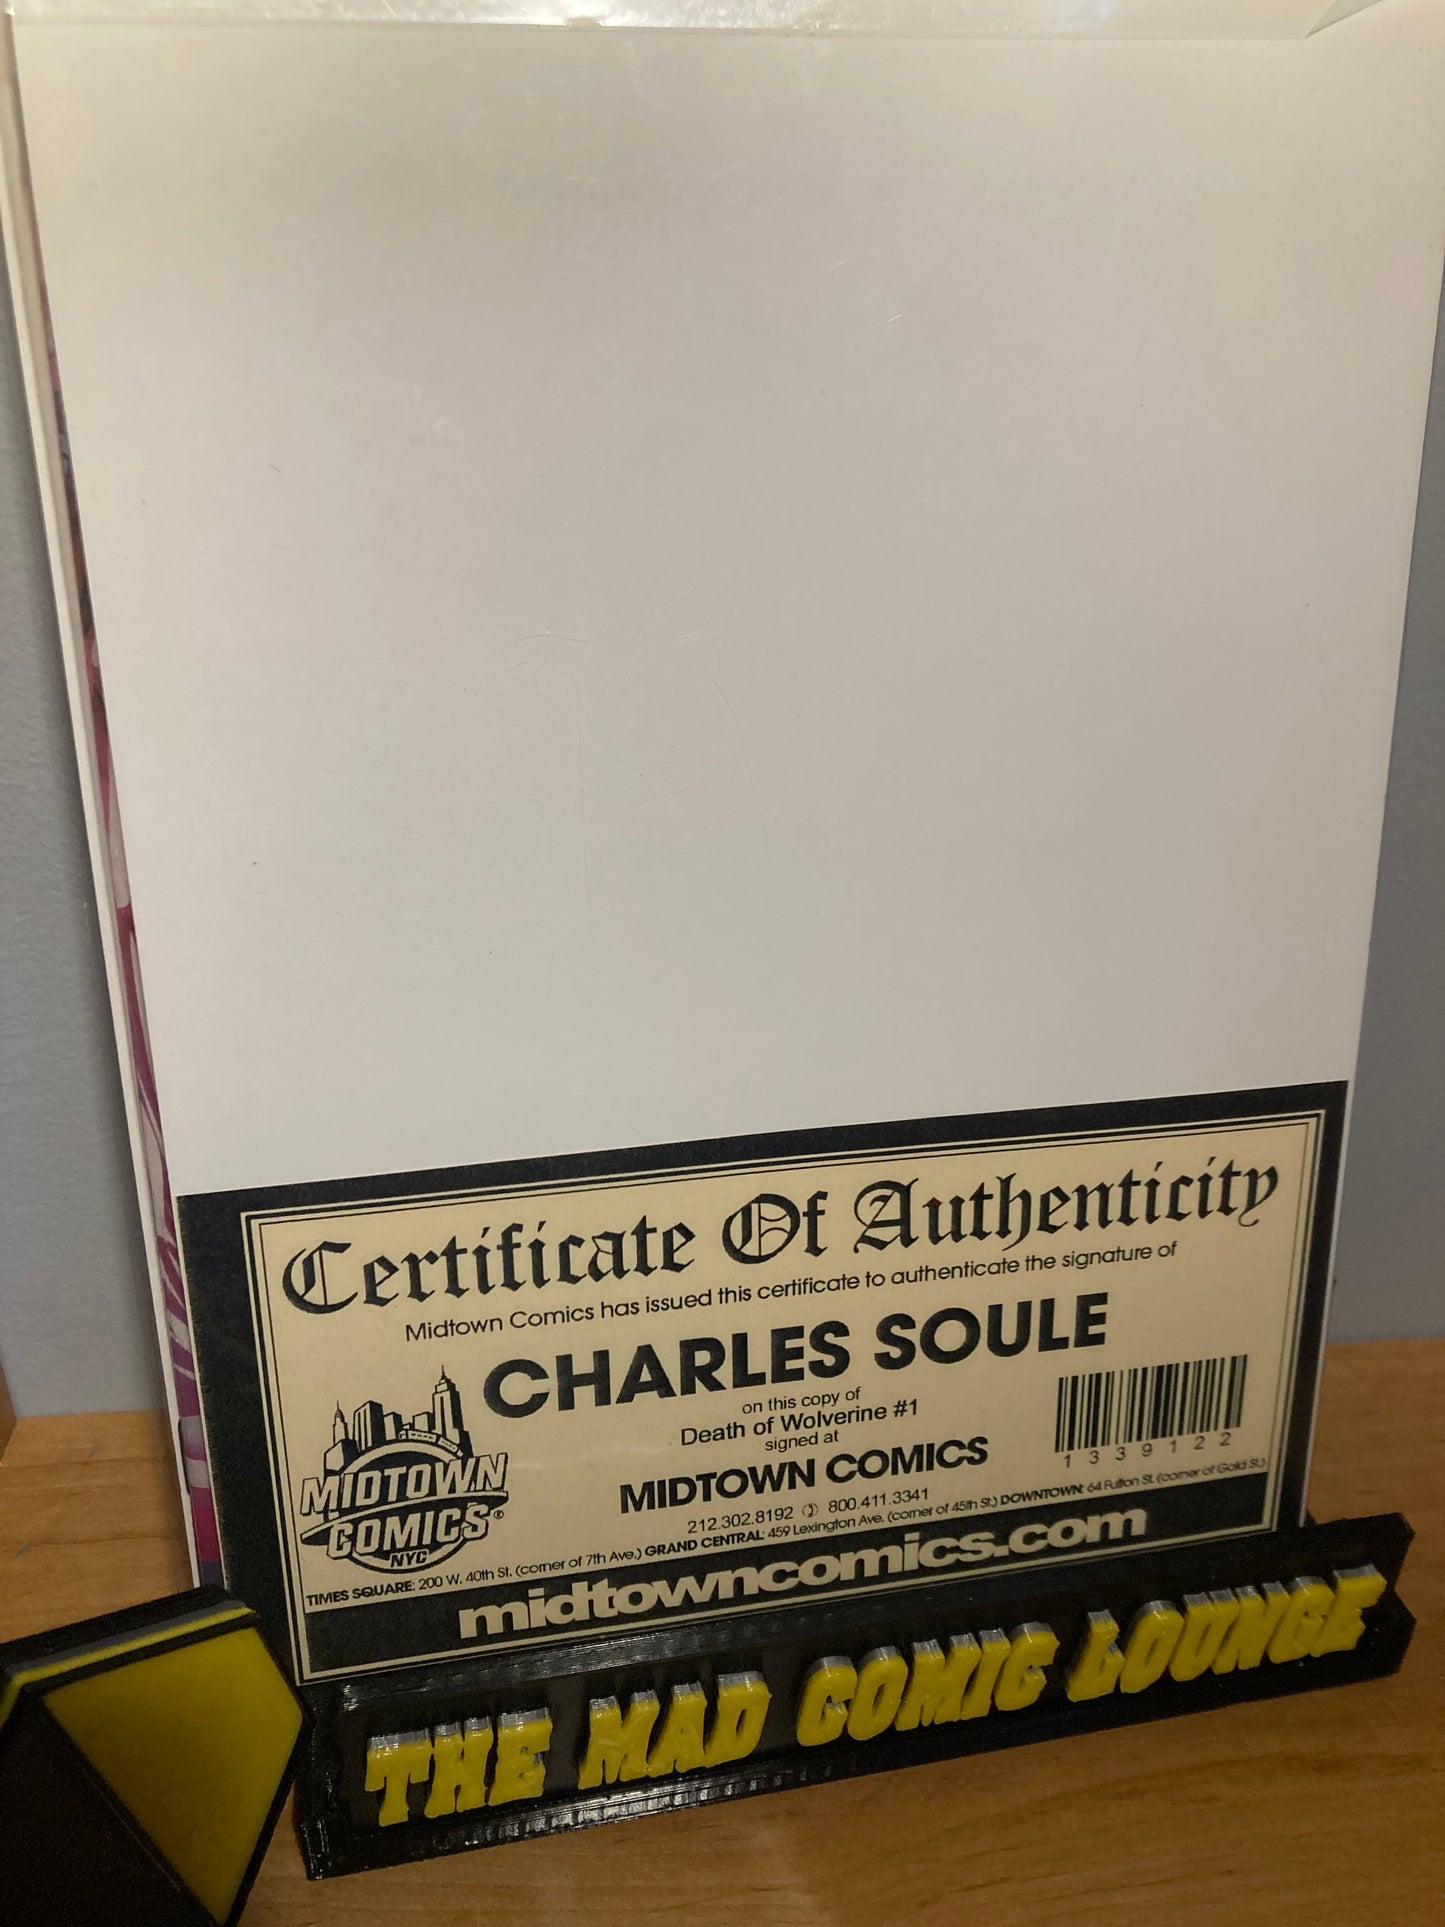 Certificate Of Authenticity
Midtown Comics has issued this certificate to authenticate the signature of
CHARLES SOULE
on this copy of
Death of Wolverine #1
signed at
MIDTOWN COMICS
212.302.8192 800.411.3341
TIMES SQUARE: 200 W. 40th St. (corner of 7th Ave.) GRAND CENTRAL: 459 Lexington Ave. (corner of 45th St.) DOWNTOWN: 64 Fulton St. (corner of Gold St.)
midtowncomics.com
MIDTOWN
COMICS®
NYC
1339122
THE MAD COMIC LOUNGE